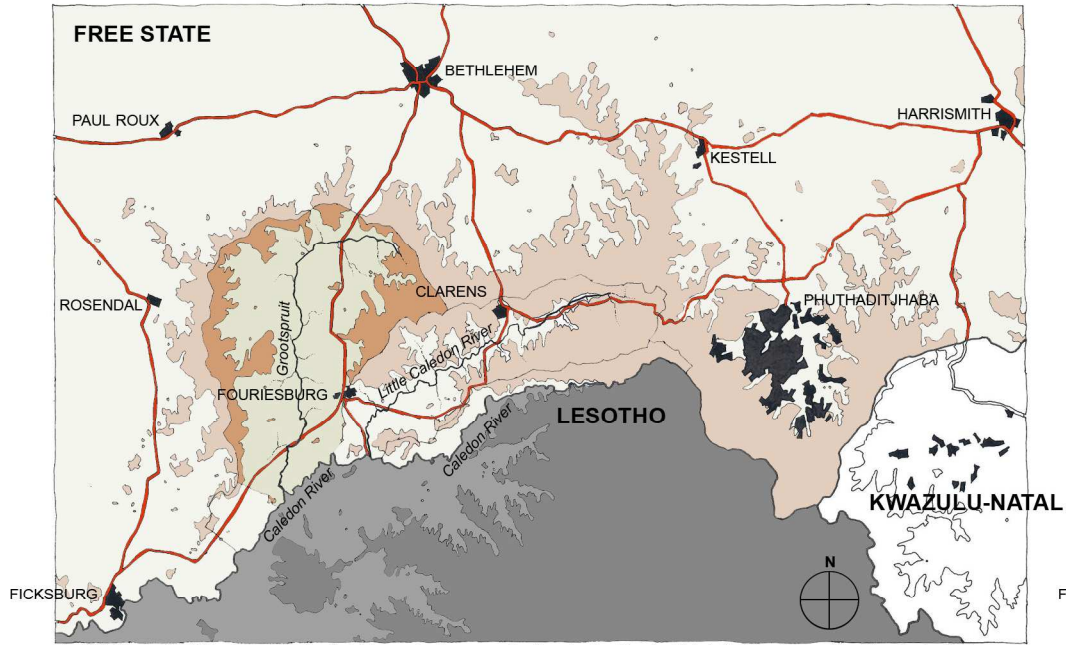 FREE STATE
BETHLEHEM
PAUL ROUX
HARRISMITH
KESTELL
CLARENS
PHUTHADITJHABA
ROSENDAL
Grootspruit
Little Caledon River
FOURIESBURG
LESOTHO
Caledon River
Caledon River
KWAZULU-NATAL
N
FICKSBURG
F